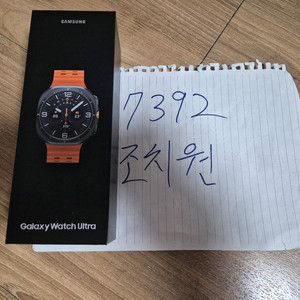 SAMSUNG
Galaxy Watch Ultra
7392
조치원